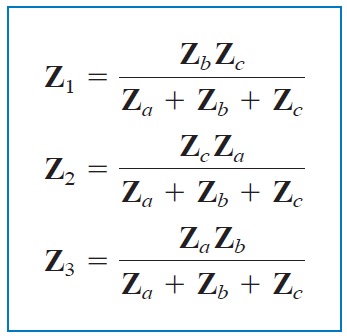 Z₁ = Z_b Z_c / (Z_a + Z_b + Z_c)
Z₂ = Z_c Z_a / (Z_a + Z_b + Z_c)
Z₃ = Z_a Z_b / (Z_a + Z_b + Z_c)